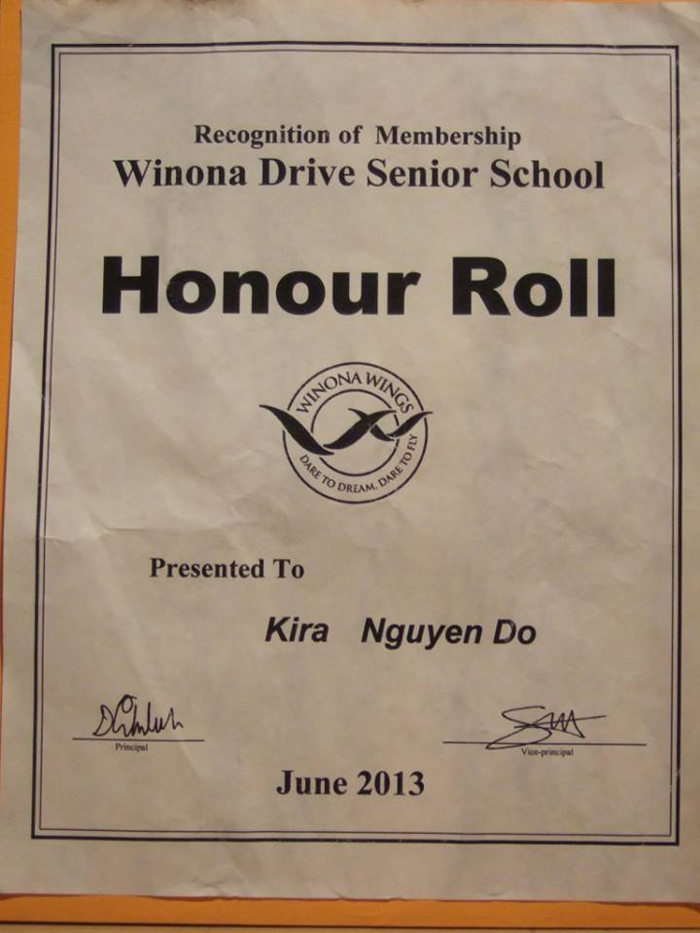 Recognition of Membership
Winona Drive Senior School
Honour Roll
WINONA WINGS
DARE TO DREAM. DARE TO FLY
Presented To
Kira Nguyen Do
Principal
Vice-principal
June 2013